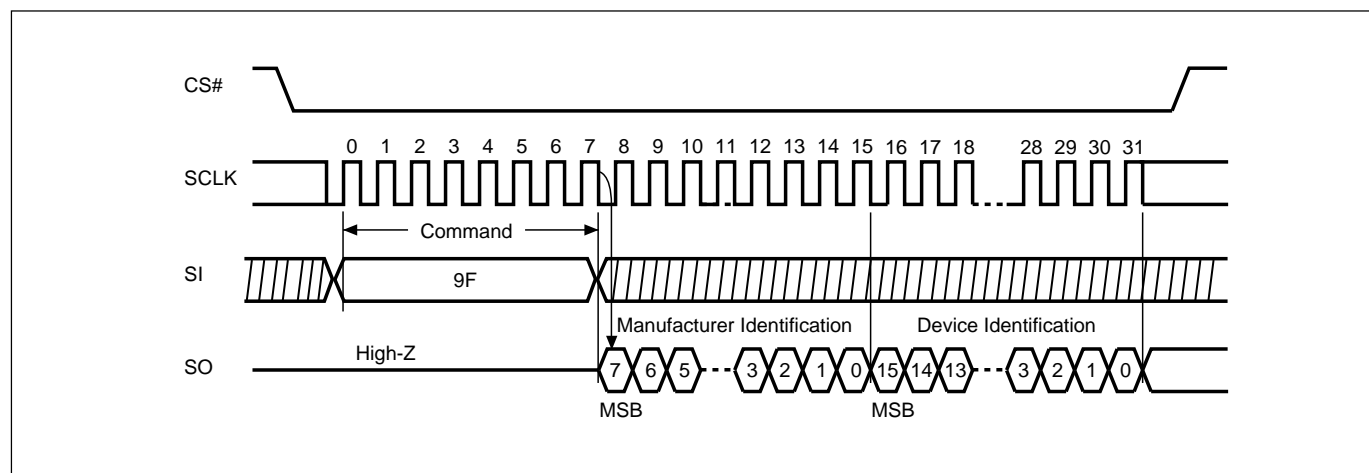 CS#
0 1 2 3 4 5 6 7 8 9 10 11 12 13 14 15 16 17 18 28 29 30 31
SCLK
Command
SI
9F
Manufacturer Identification Device Identification
High-Z
SO
7 6 5 3 2 1 0 15 14 13 3 2 1 0
MSB MSB